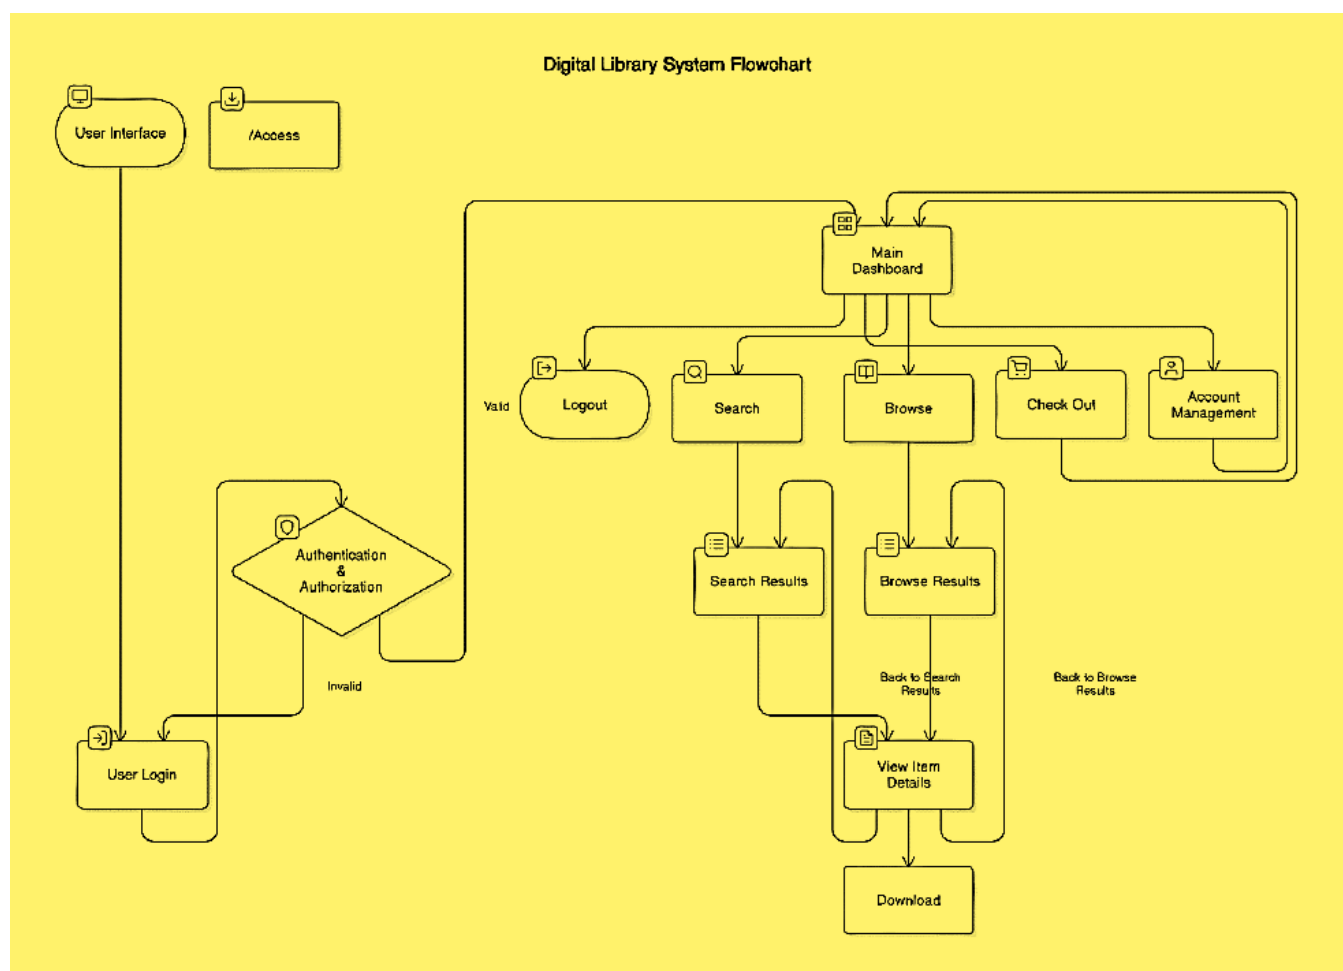 Digital Library System Flowohart
User Interface
/Access
Main
Dashboard
Valid
Logout
Search
Browse
Check Out
Account
Management
Authentication
&
Authorization
Search Results
Browse Results
Invalid
Back to Search
Results
Back to Browse
Results
User Login
View Item
Details
Download